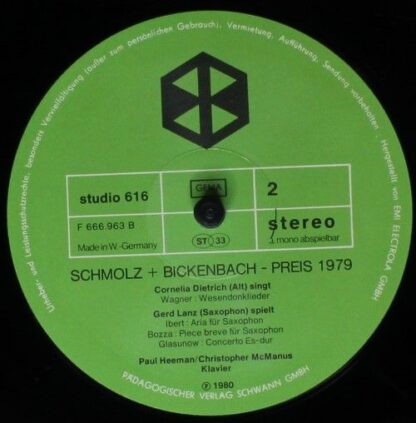 Urheber- und Leistungsschutzrechte, besonders Vervielfältigung (außer zum persönlichen Gebrauch), Vermietung, Aufführung, Sendung vorbehalten · Hergestellt von EMI ELECTROLA GMBH
studio 616
GEMA
2
F 666.963 B
Made in W.-Germany
ST 33
stereo
mono abspielbar
SCHMOLZ + BICKENBACH - PREIS 1979
Cornelia Dietrich (Alt) singt
Wagner: Wesendonklieder
Gerd Lanz (Saxophon) spielt
Ibert: Aria für Saxophon
Bozza: Piece breve für Saxophon
Glasunow: Concerto Es-dur
Paul Heeman/Christopher McManus
Klavier
℗ 1980
PÄDAGOGISCHER VERLAG SCHWANN GMBH